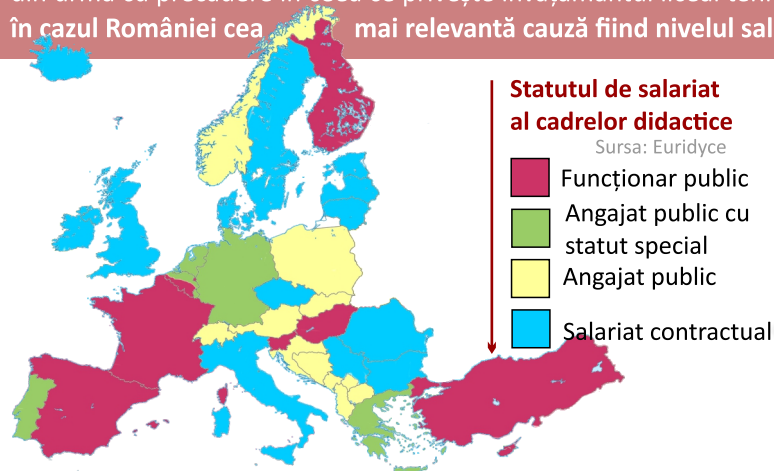 în cazul României cea mai relevantă cauză fiind nivelul sal
Statutul de salariat
al cadrelor didactice
Sursa: Euridyce
Funcționar public
Angajat public cu
statut special
Angajat public
Salariat contractual